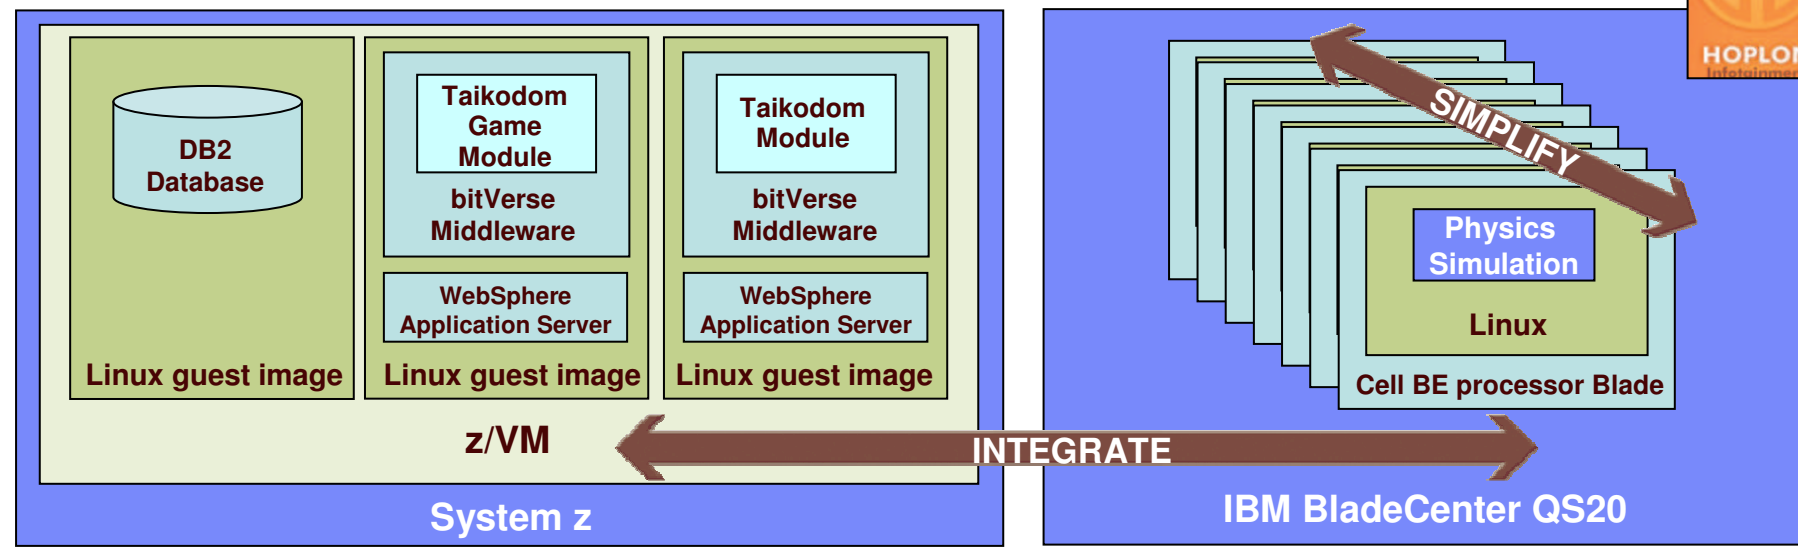 DB2
Database
Linux guest image
Taikodom
Game
Module
bitVerse
Middleware
WebSphere
Application Server
Linux guest image
Taikodom
Module
bitVerse
Middleware
WebSphere
Application Server
Linux guest image
z/VM
System z
INTEGRATE
SIMPLIFY
Physics
Simulation
Linux
Cell BE processor Blade
IBM BladeCenter QS20
HOPLON
Infotainmen